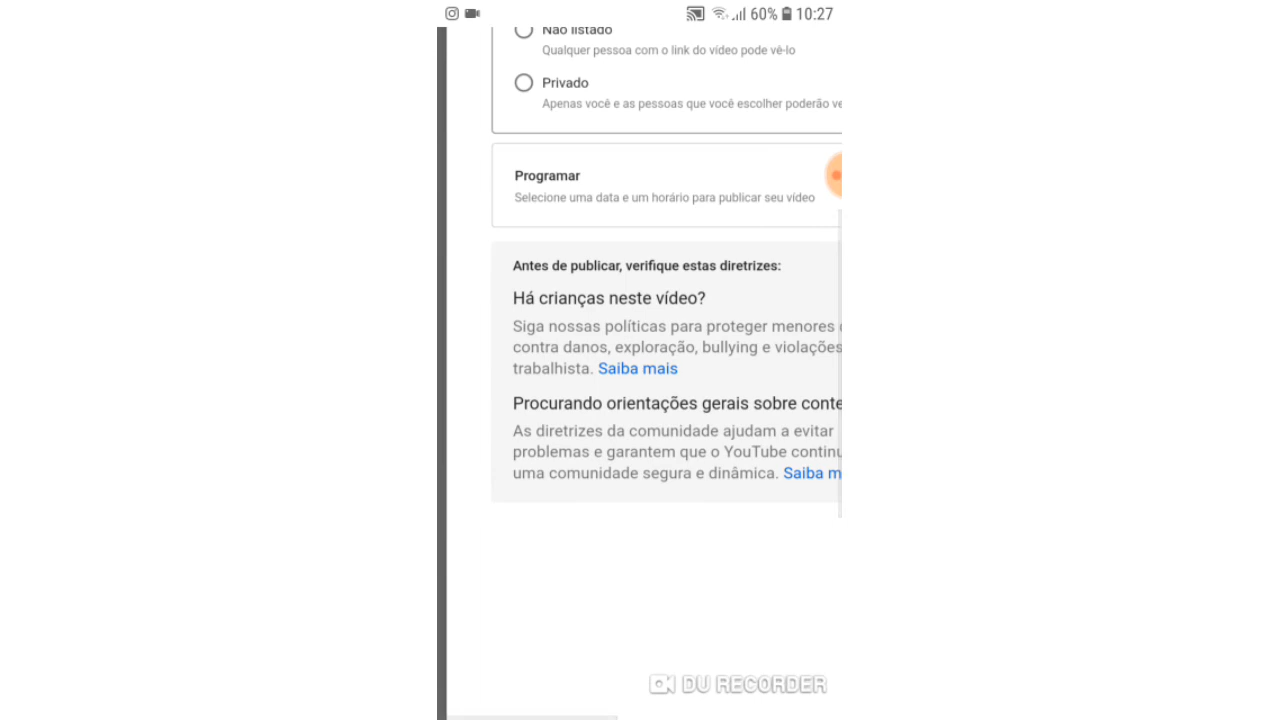 60% 10:27
Não listado
Qualquer pessoa com o link do vídeo pode vê-lo
Privado
Apenas você e as pessoas que você escolher poderão ve
Programar
Selecione uma data e um horário para publicar seu vídeo
Antes de publicar, verifique estas diretrizes:
Há crianças neste vídeo?
Siga nossas políticas para proteger menores
contra danos, exploração, bullying e violações
trabalhista. Saiba mais
Procurando orientações gerais sobre conte
As diretrizes da comunidade ajudam a evitar
problemas e garantem que o YouTube continu
uma comunidade segura e dinâmica. Saiba m
DU RECORDER